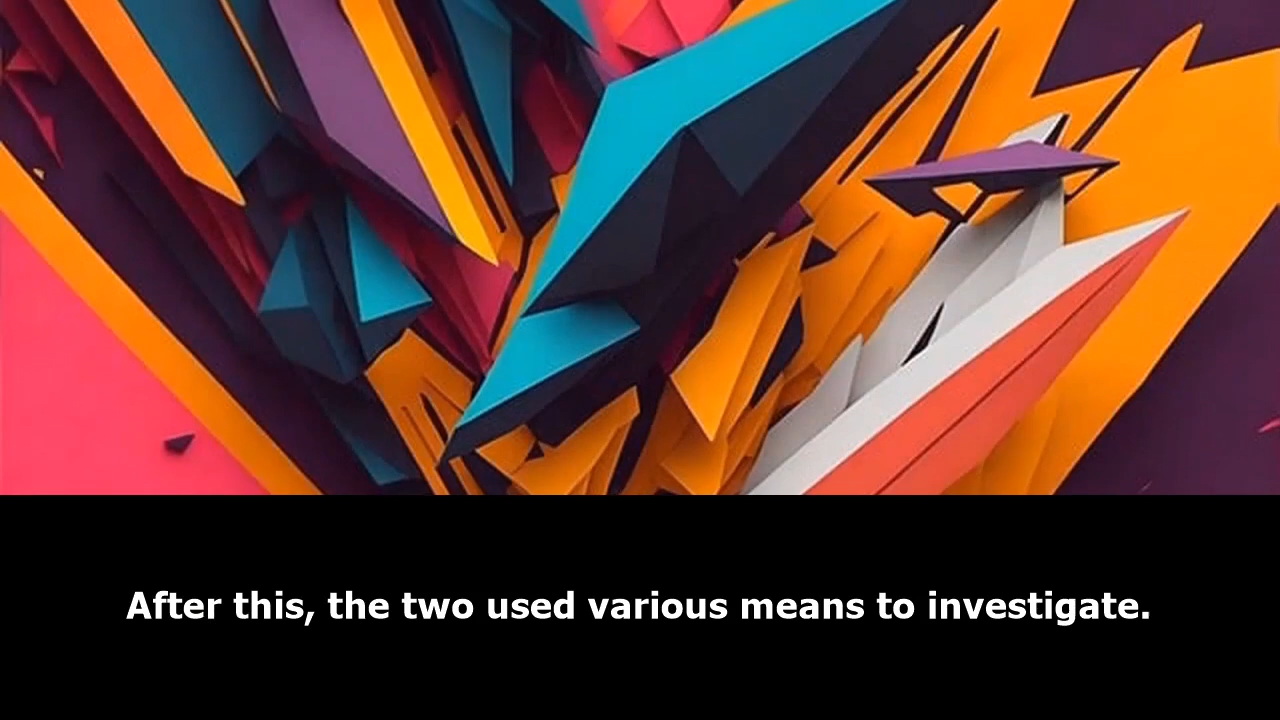 After this, the two used various means to investigate.